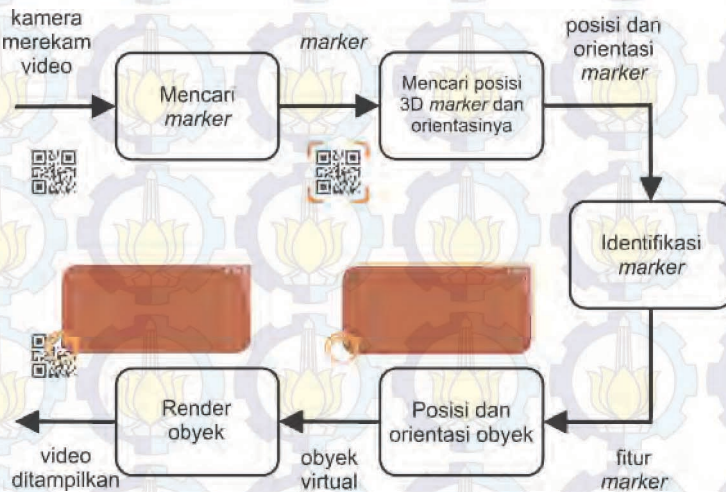 kamera
merekam
video
marker
posisi dan
orientasi
marker
Mencari
marker
Mencari posisi
3D marker dan
orientasinya
Identifikasi
marker
Render
obyek
Posisi dan
orientasi obyek
video
ditampilkan
obyek
virtual
fitur
marker